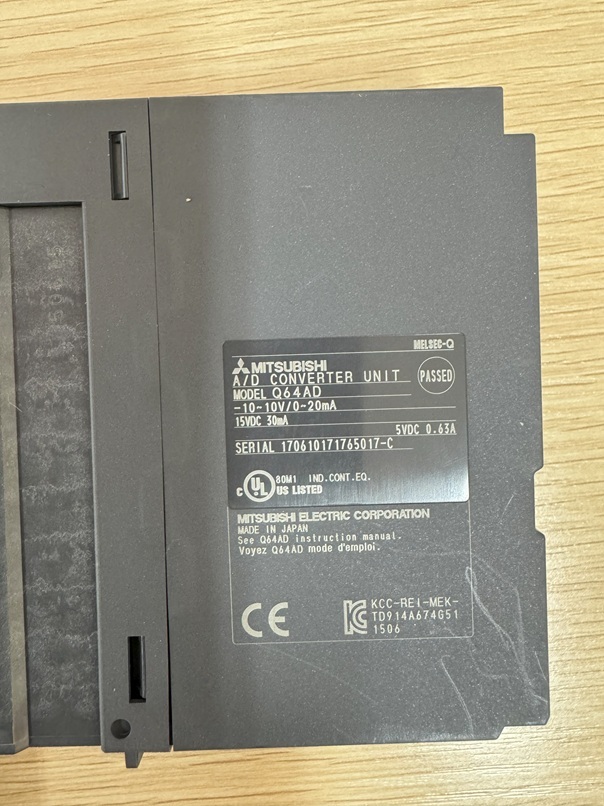 MELSEC-Q
MITSUBISHI
A/D CONVERTER UNIT
PASSED
MODEL Q64AD
-10~10V/0~20mA
15VDC 30mA
5VDC 0.63A
SERIAL 170610171765017-C
C UL US LISTED
80M1 IND.CONT.EQ.
MITSUBISHI ELECTRIC CORPORATION
MADE IN JAPAN
See Q64AD instruction manual.
Voyez Q64AD mode d'emploi.
CE
KCC-REI-MEK-
TD914A674G51
1506